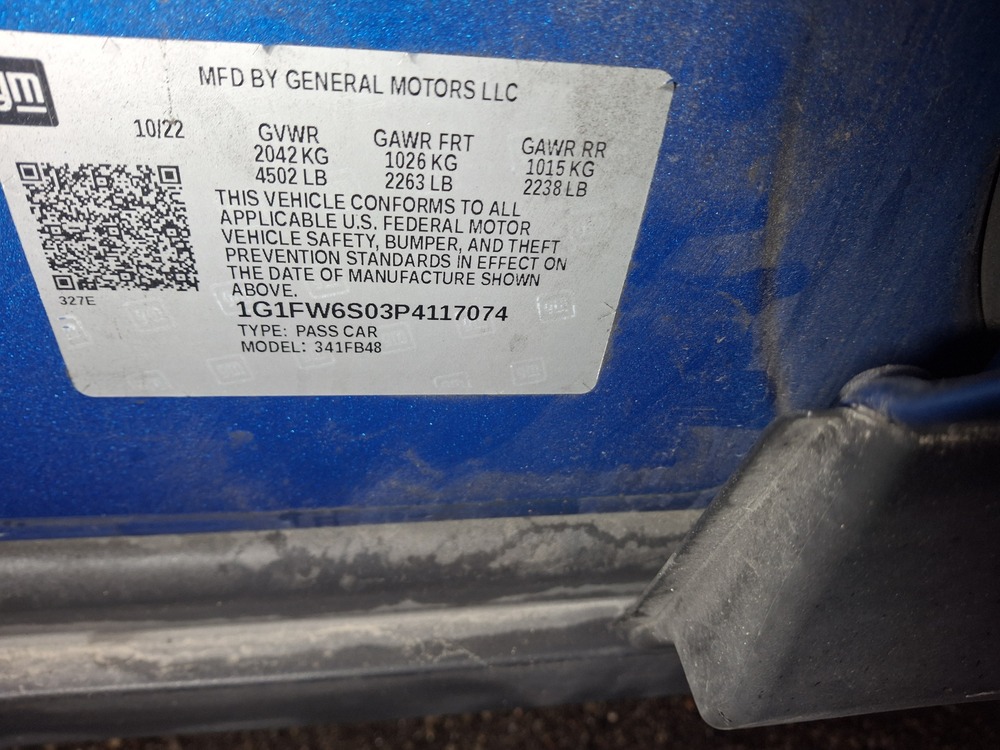 gm
MFD BY GENERAL MOTORS LLC
10/22
GVWR GAWR FRT GAWR RR
2042 KG 1026 KG 1015 KG
4502 LB 2263 LB 2238 LB
THIS VEHICLE CONFORMS TO ALL
APPLICABLE U.S. FEDERAL MOTOR
VEHICLE SAFETY, BUMPER, AND THEFT
PREVENTION STANDARDS IN EFFECT ON
THE DATE OF MANUFACTURE SHOWN
ABOVE.
327E
1G1FW6S03P4117074
TYPE: PASS CAR
MODEL: 341FB48